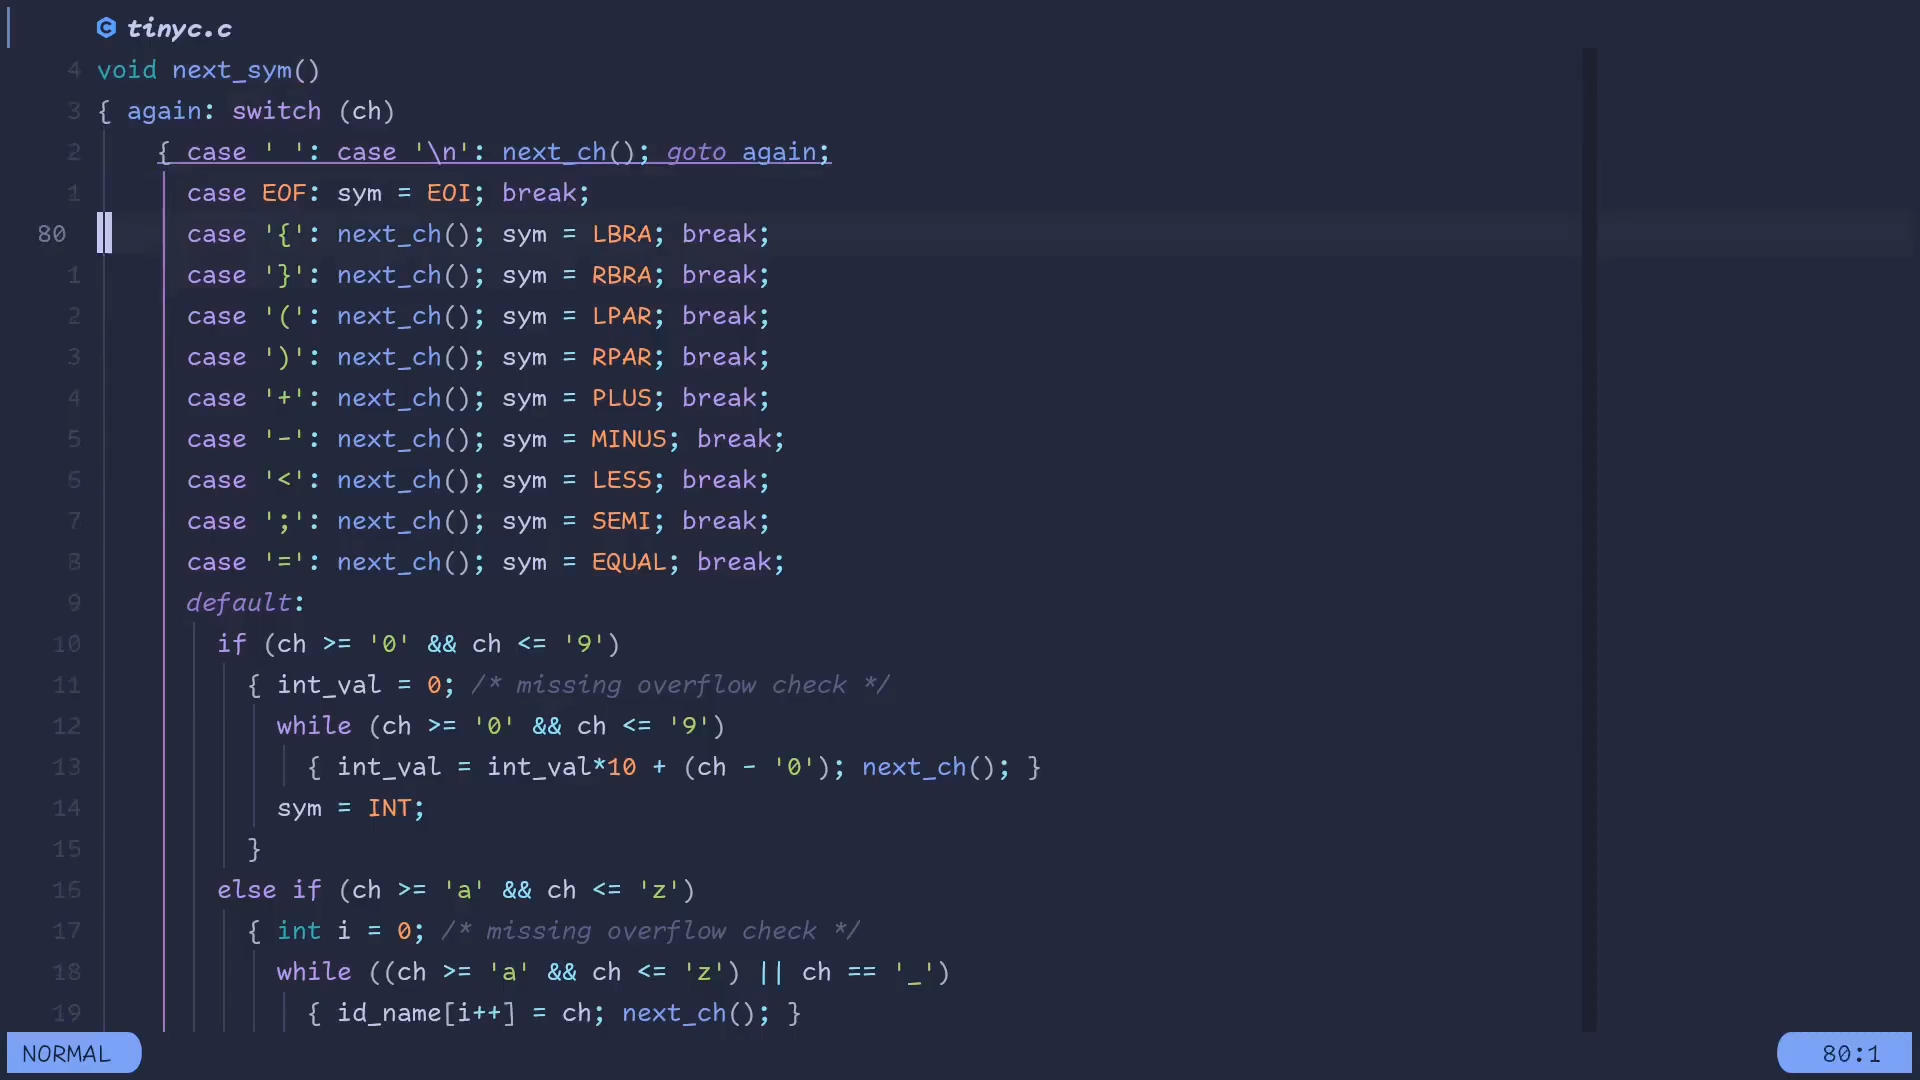 tinyc.c
4 void next_sym()
3 { again: switch (ch)
2     { case ' ': case '\n': next_ch(); goto again;
1       case EOF: sym = EOI; break;
80       case '{': next_ch(); sym = LBRA; break;
1       case '}': next_ch(); sym = RBRA; break;
2       case '(': next_ch(); sym = LPAR; break;
3       case ')': next_ch(); sym = RPAR; break;
4       case '+': next_ch(); sym = PLUS; break;
5       case '-': next_ch(); sym = MINUS; break;
6       case '<': next_ch(); sym = LESS; break;
7       case ';': next_ch(); sym = SEMI; break;
8       case '=': next_ch(); sym = EQUAL; break;
9       default:
10         if (ch >= '0' && ch <= '9')
11           { int_val = 0; /* missing overflow check */
12             while (ch >= '0' && ch <= '9')
13               { int_val = int_val*10 + (ch - '0'); next_ch(); }
14             sym = INT;
15           }
16         else if (ch >= 'a' && ch <= 'z')
17           { int i = 0; /* missing overflow check */
18             while ((ch >= 'a' && ch <= 'z') || ch == '_')
19               { id_name[i++] = ch; next_ch(); }
NORMAL 80:1